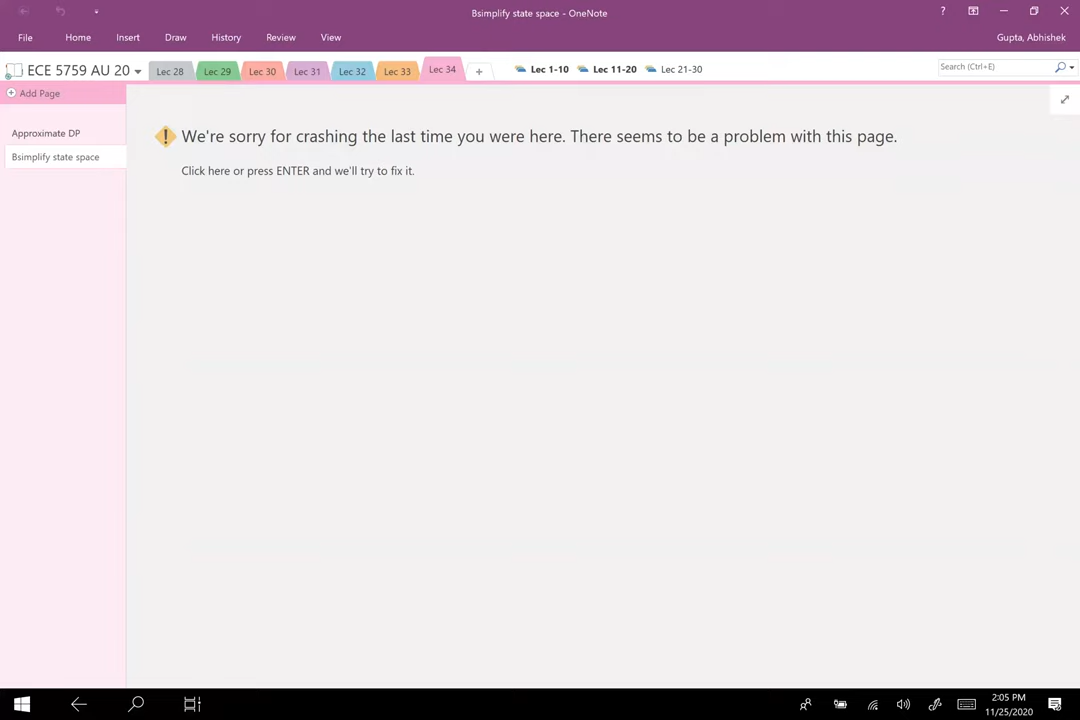 Bsimplify state space - OneNote
?
File Home Insert Draw History Review View
Gupta, Abhishek
ECE 5759 AU 20
Lec 28 Lec 29 Lec 30 Lec 31 Lec 32 Lec 33 Lec 34 +
Lec 1-10 Lec 11-20 Lec 21-30
Search (Ctrl+E)
Add Page
Approximate DP
Bsimplify state space
! We're sorry for crashing the last time you were here. There seems to be a problem with this page.
Click here or press ENTER and we'll try to fix it.
2:05 PM
11/25/2020